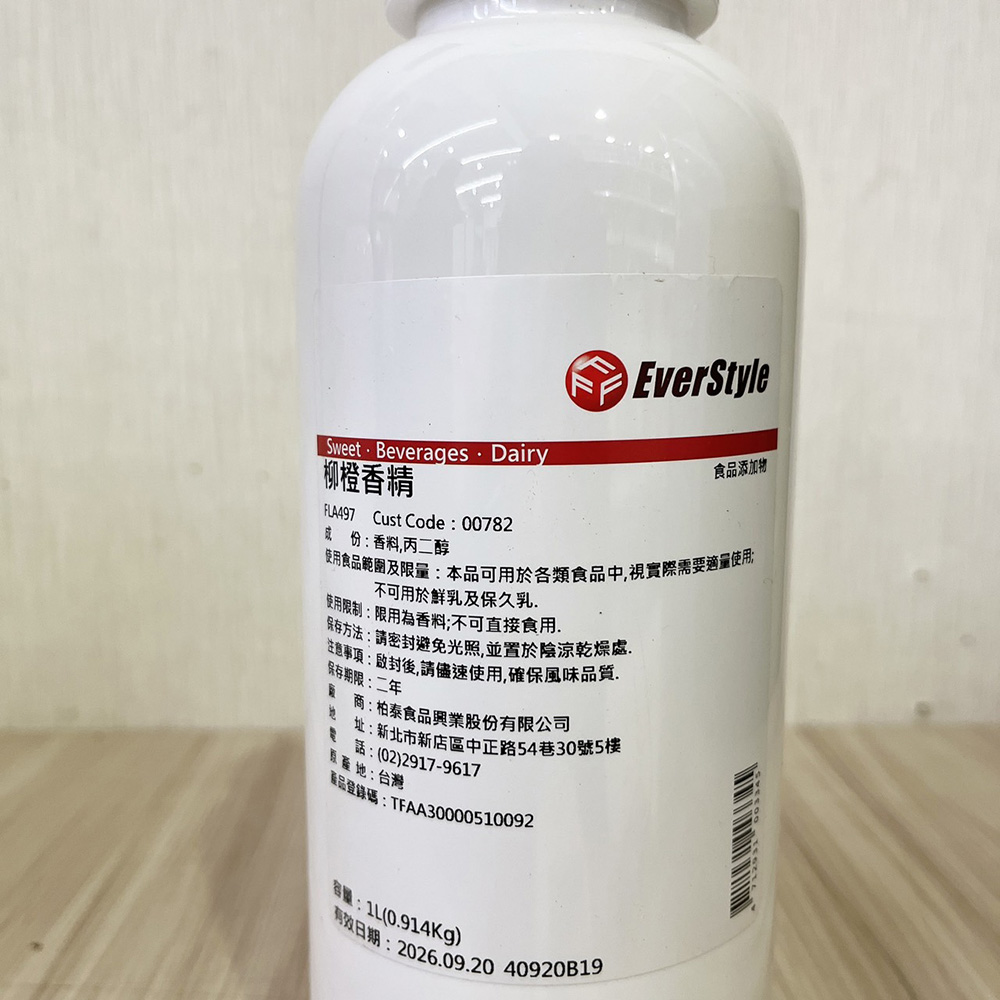 EverStyle
Sweet · Beverages · Dairy
柳橙香精
食品添加物
FLA497 Cust Code：00782
成 份：香料,丙二醇
使用食品範圍及限量：本品可用於各類食品中,視實際需要適量使用;
不可用於鮮乳及保久乳.
使用限制：限用為香料;不可直接食用.
保存方法：請密封避免光照,並置於陰涼乾燥處.
注意事項：啟封後,請儘速使用,確保風味品質.
保存期限：二年
廠 商：柏泰食品興業股份有限公司
地 址：新北市新店區中正路54巷30號5樓
電 話：(02)2917-9617
原產地：台灣
產品登錄碼：TFAA30000510092
容量：1L(0.914Kg)
有效日期：2026.09.20 40920B19